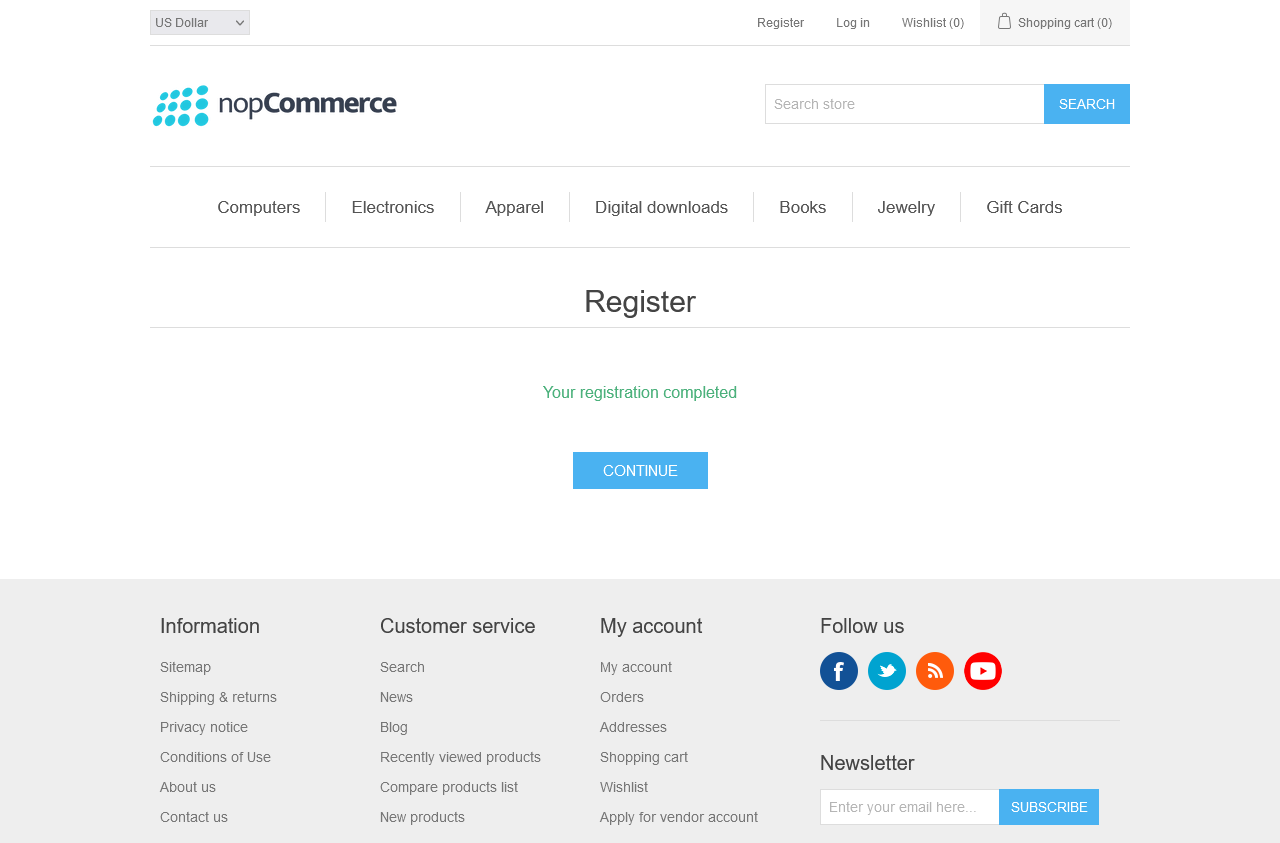 US Dollar
Register
Log in
Wishlist (0)
Shopping cart (0)
nopCommerce
Search store
SEARCH
Computers
Electronics
Apparel
Digital downloads
Books
Jewelry
Gift Cards
Register
Your registration completed
CONTINUE
Information
Sitemap
Shipping & returns
Privacy notice
Conditions of Use
About us
Contact us
Customer service
Search
News
Blog
Recently viewed products
Compare products list
New products
My account
My account
Orders
Addresses
Shopping cart
Wishlist
Apply for vendor account
Follow us
Newsletter
Enter your email here...
SUBSCRIBE